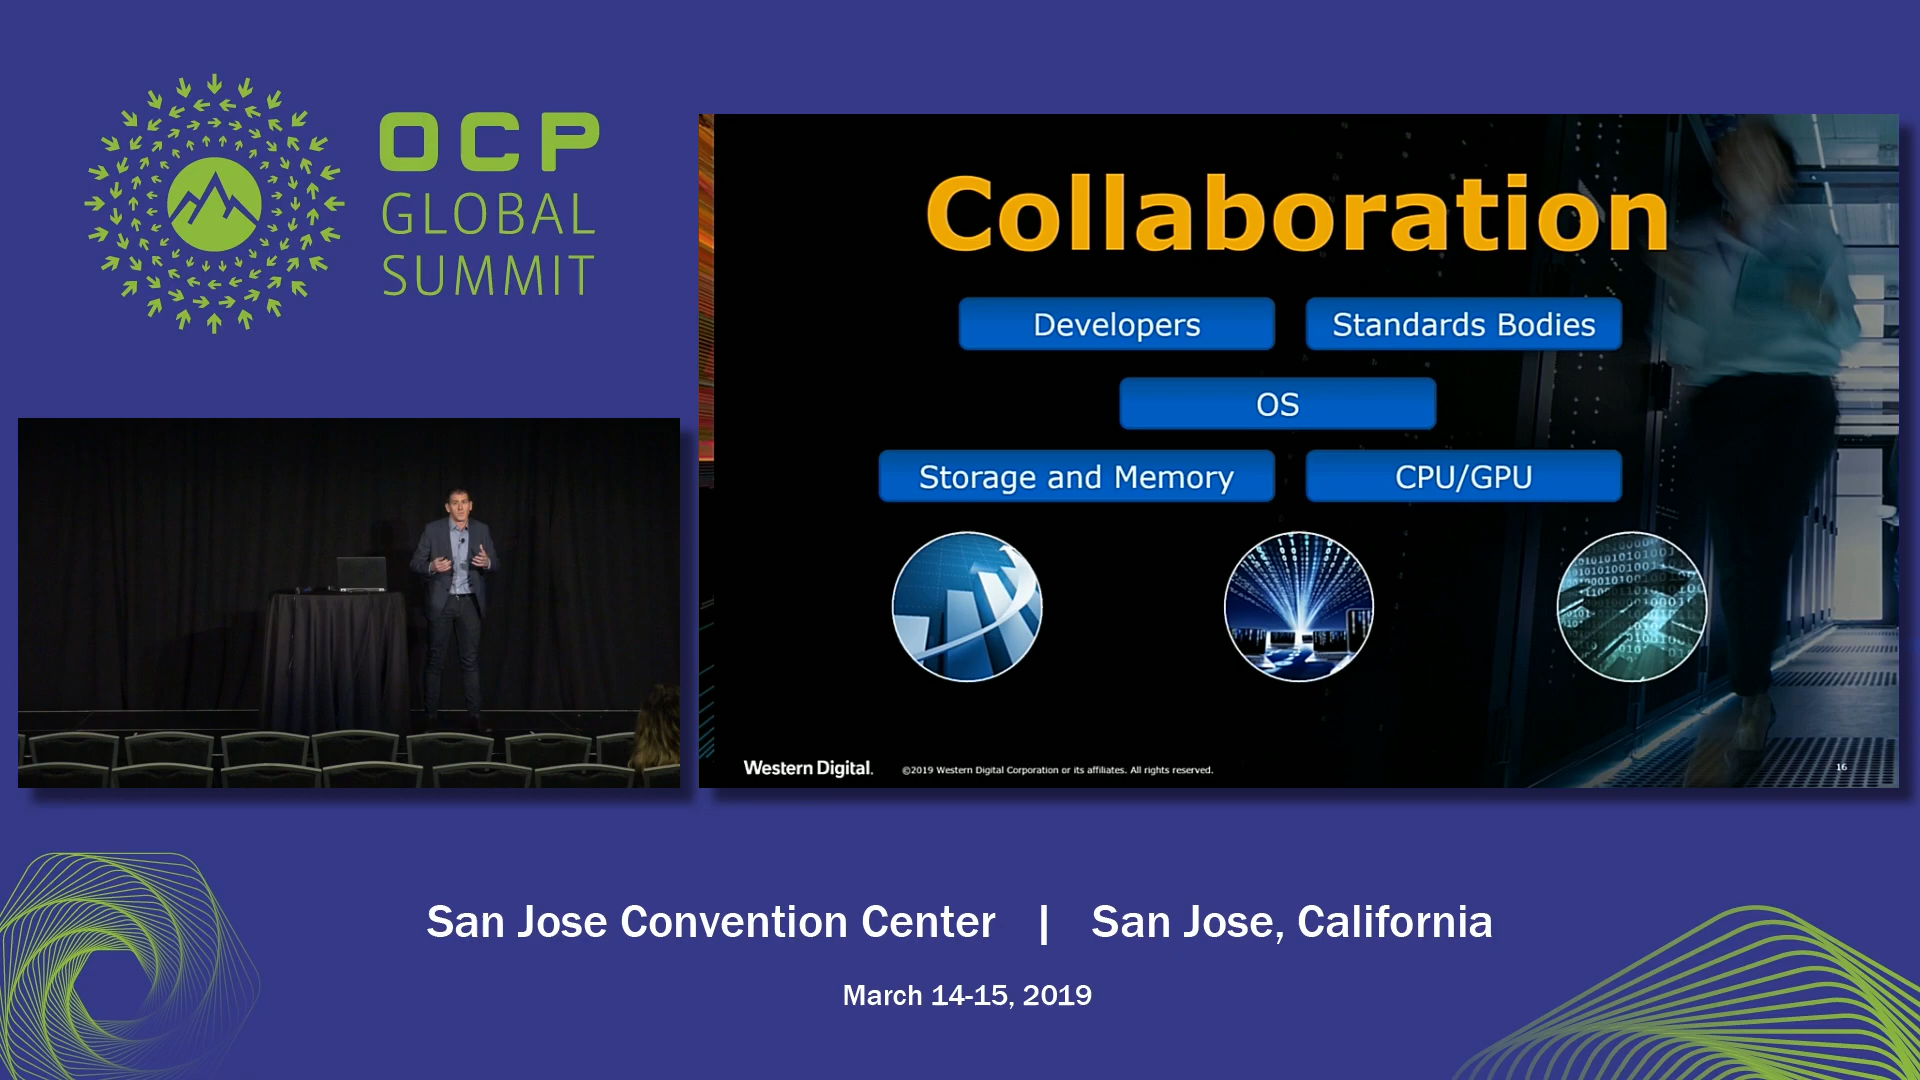 OCP
GLOBAL
SUMMIT
Collaboration
Developers
Standards Bodies
OS
Storage and Memory
CPU/GPU
Western Digital.
©2019 Western Digital Corporation or its affiliates. All rights reserved.
16
San Jose Convention Center | San Jose, California
March 14-15, 2019